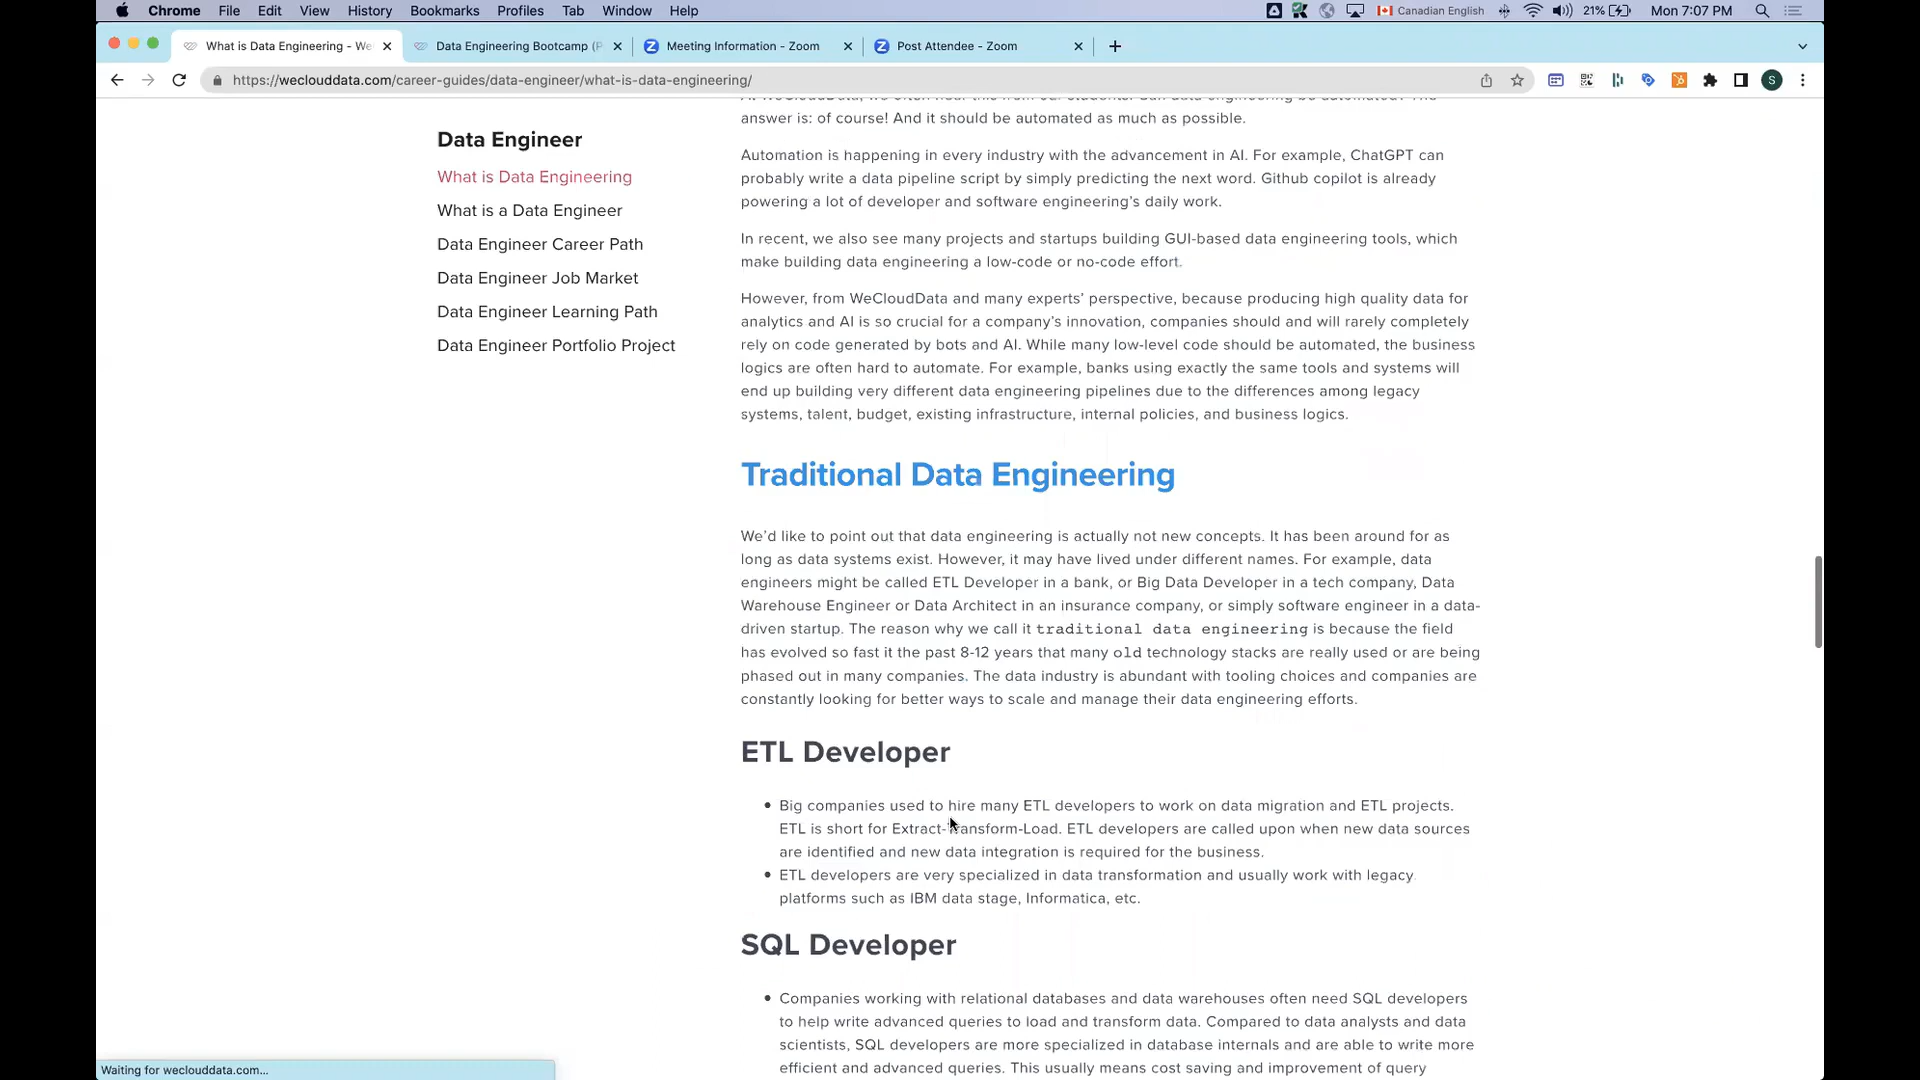 Chrome File Edit View History Bookmarks Profiles Tab Window Help Canadian English 21% Mon 7:07 PM
What is Data Engineering - We Data Engineering Bootcamp (P Meeting Information - Zoom Post Attendee - Zoom
https://weclouddata.com/career-guides/data-engineer/what-is-data-engineering/ S
Data Engineer
What is Data Engineering
What is a Data Engineer
Data Engineer Career Path
Data Engineer Job Market
Data Engineer Learning Path
Data Engineer Portfolio Project
At WeCloudData, we often hear this from our students: Can data engineering be automated? The
answer is: of course! And it should be automated as much as possible.
Automation is happening in every industry with the advancement in AI. For example, ChatGPT can
probably write a data pipeline script by simply predicting the next word. Github copilot is already
powering a lot of developer and software engineering's daily work.
In recent, we also see many projects and startups building GUI-based data engineering tools, which
make building data engineering a low-code or no-code effort.
However, from WeCloudData and many experts' perspective, because producing high quality data for
analytics and AI is so crucial for a company's innovation, companies should and will rarely completely
rely on code generated by bots and AI. While many low-level code should be automated, the business
logics are often hard to automate. For example, banks using exactly the same tools and systems will
end up building very different data engineering pipelines due to the differences among legacy
systems, talent, budget, existing infrastructure, internal policies, and business logics.
Traditional Data Engineering
We'd like to point out that data engineering is actually not new concepts. It has been around for as
long as data systems exist. However, it may have lived under different names. For example, data
engineers might be called ETL Developer in a bank, or Big Data Developer in a tech company, Data
Warehouse Engineer or Data Architect in an insurance company, or simply software engineer in a data-
driven startup. The reason why we call it traditional data engineering is because the field
has evolved so fast it the past 8-12 years that many old technology stacks are really used or are being
phased out in many companies. The data industry is abundant with tooling choices and companies are
constantly looking for better ways to scale and manage their data engineering efforts.
ETL Developer
• Big companies used to hire many ETL developers to work on data migration and ETL projects.
ETL is short for Extract-Transform-Load. ETL developers are called upon when new data sources
are identified and new data integration is required for the business.
• ETL developers are very specialized in data transformation and usually work with legacy
platforms such as IBM data stage, Informatica, etc.
SQL Developer
• Companies working with relational databases and data warehouses often need SQL developers
to help write advanced queries to load and transform data. Compared to data analysts and data
scientists, SQL developers are more specialized in database internals and are able to write more
efficient and advanced queries. This usually means cost saving and improvement of query
Waiting for weclouddata.com...